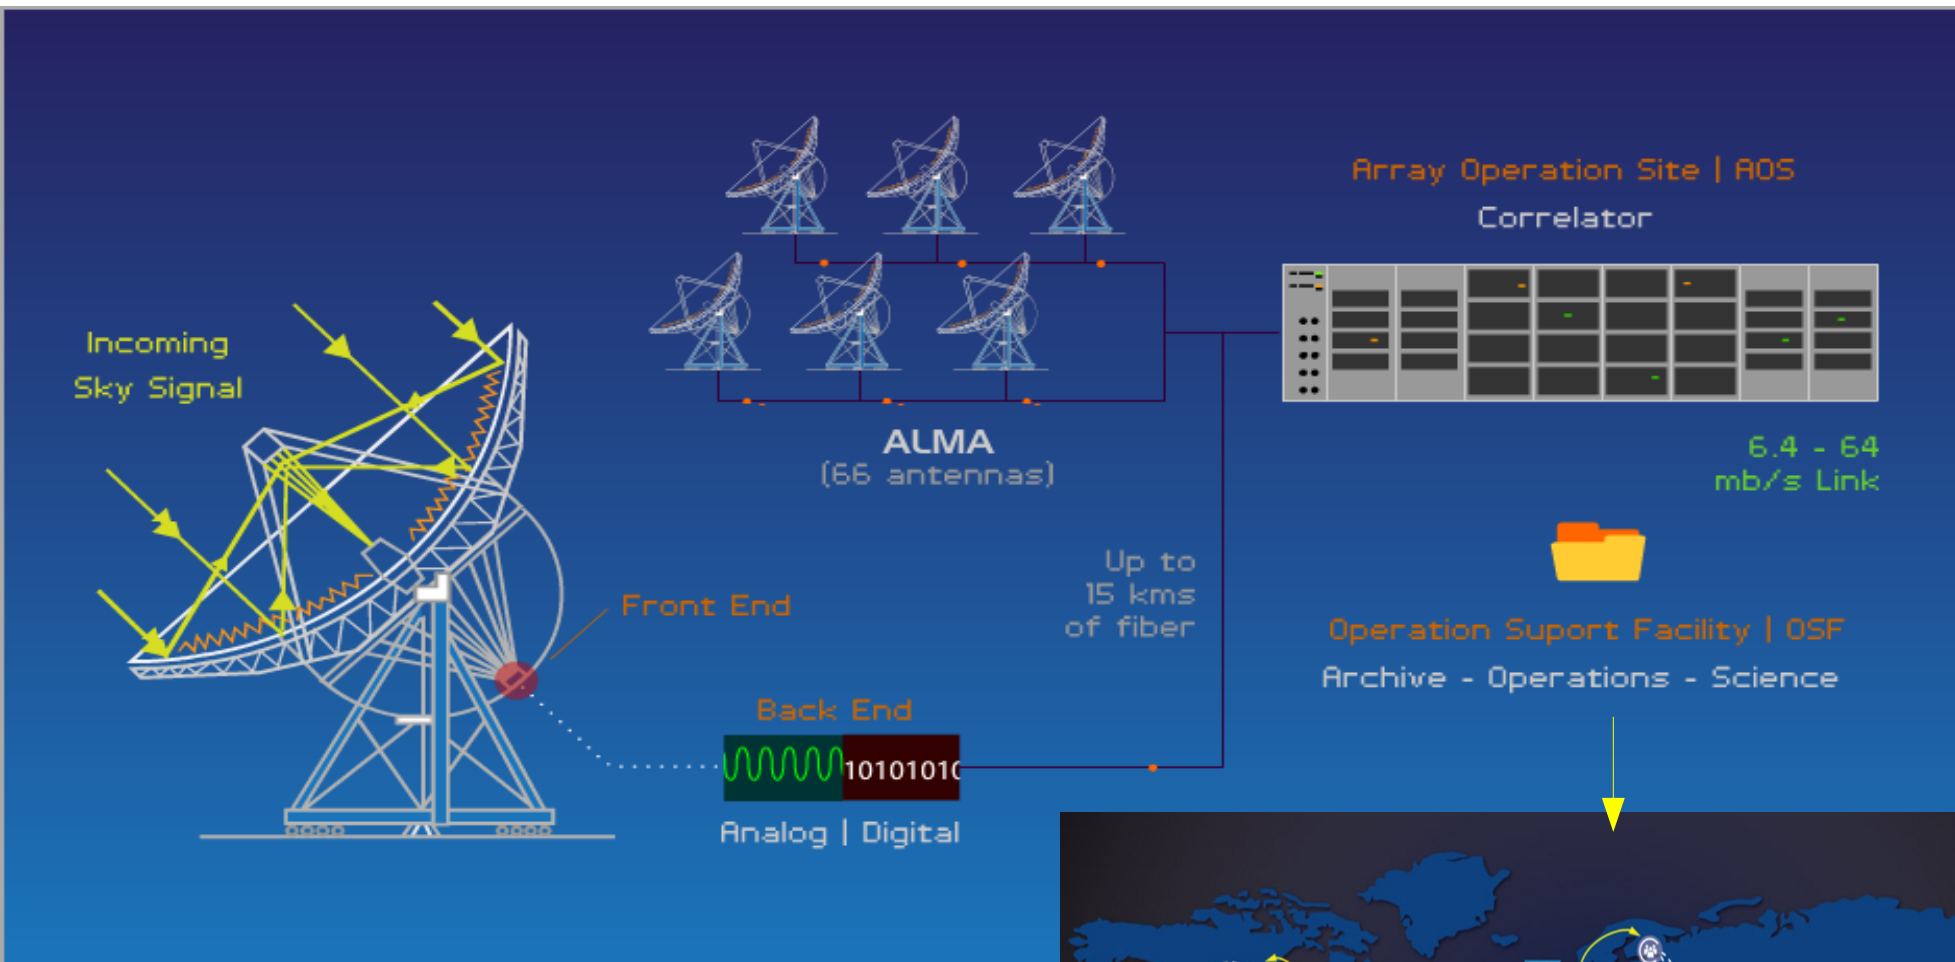 Incoming
Sky Signal
ALMA
(66 antennas)
Array Operation Site | AOS
Correlator
6.4 - 64
mb/s Link
Up to
15 kms
of fiber
Front End
Operation Suport Facility | OSF
Archive - Operations - Science
Back End
10101010
Analog | Digital